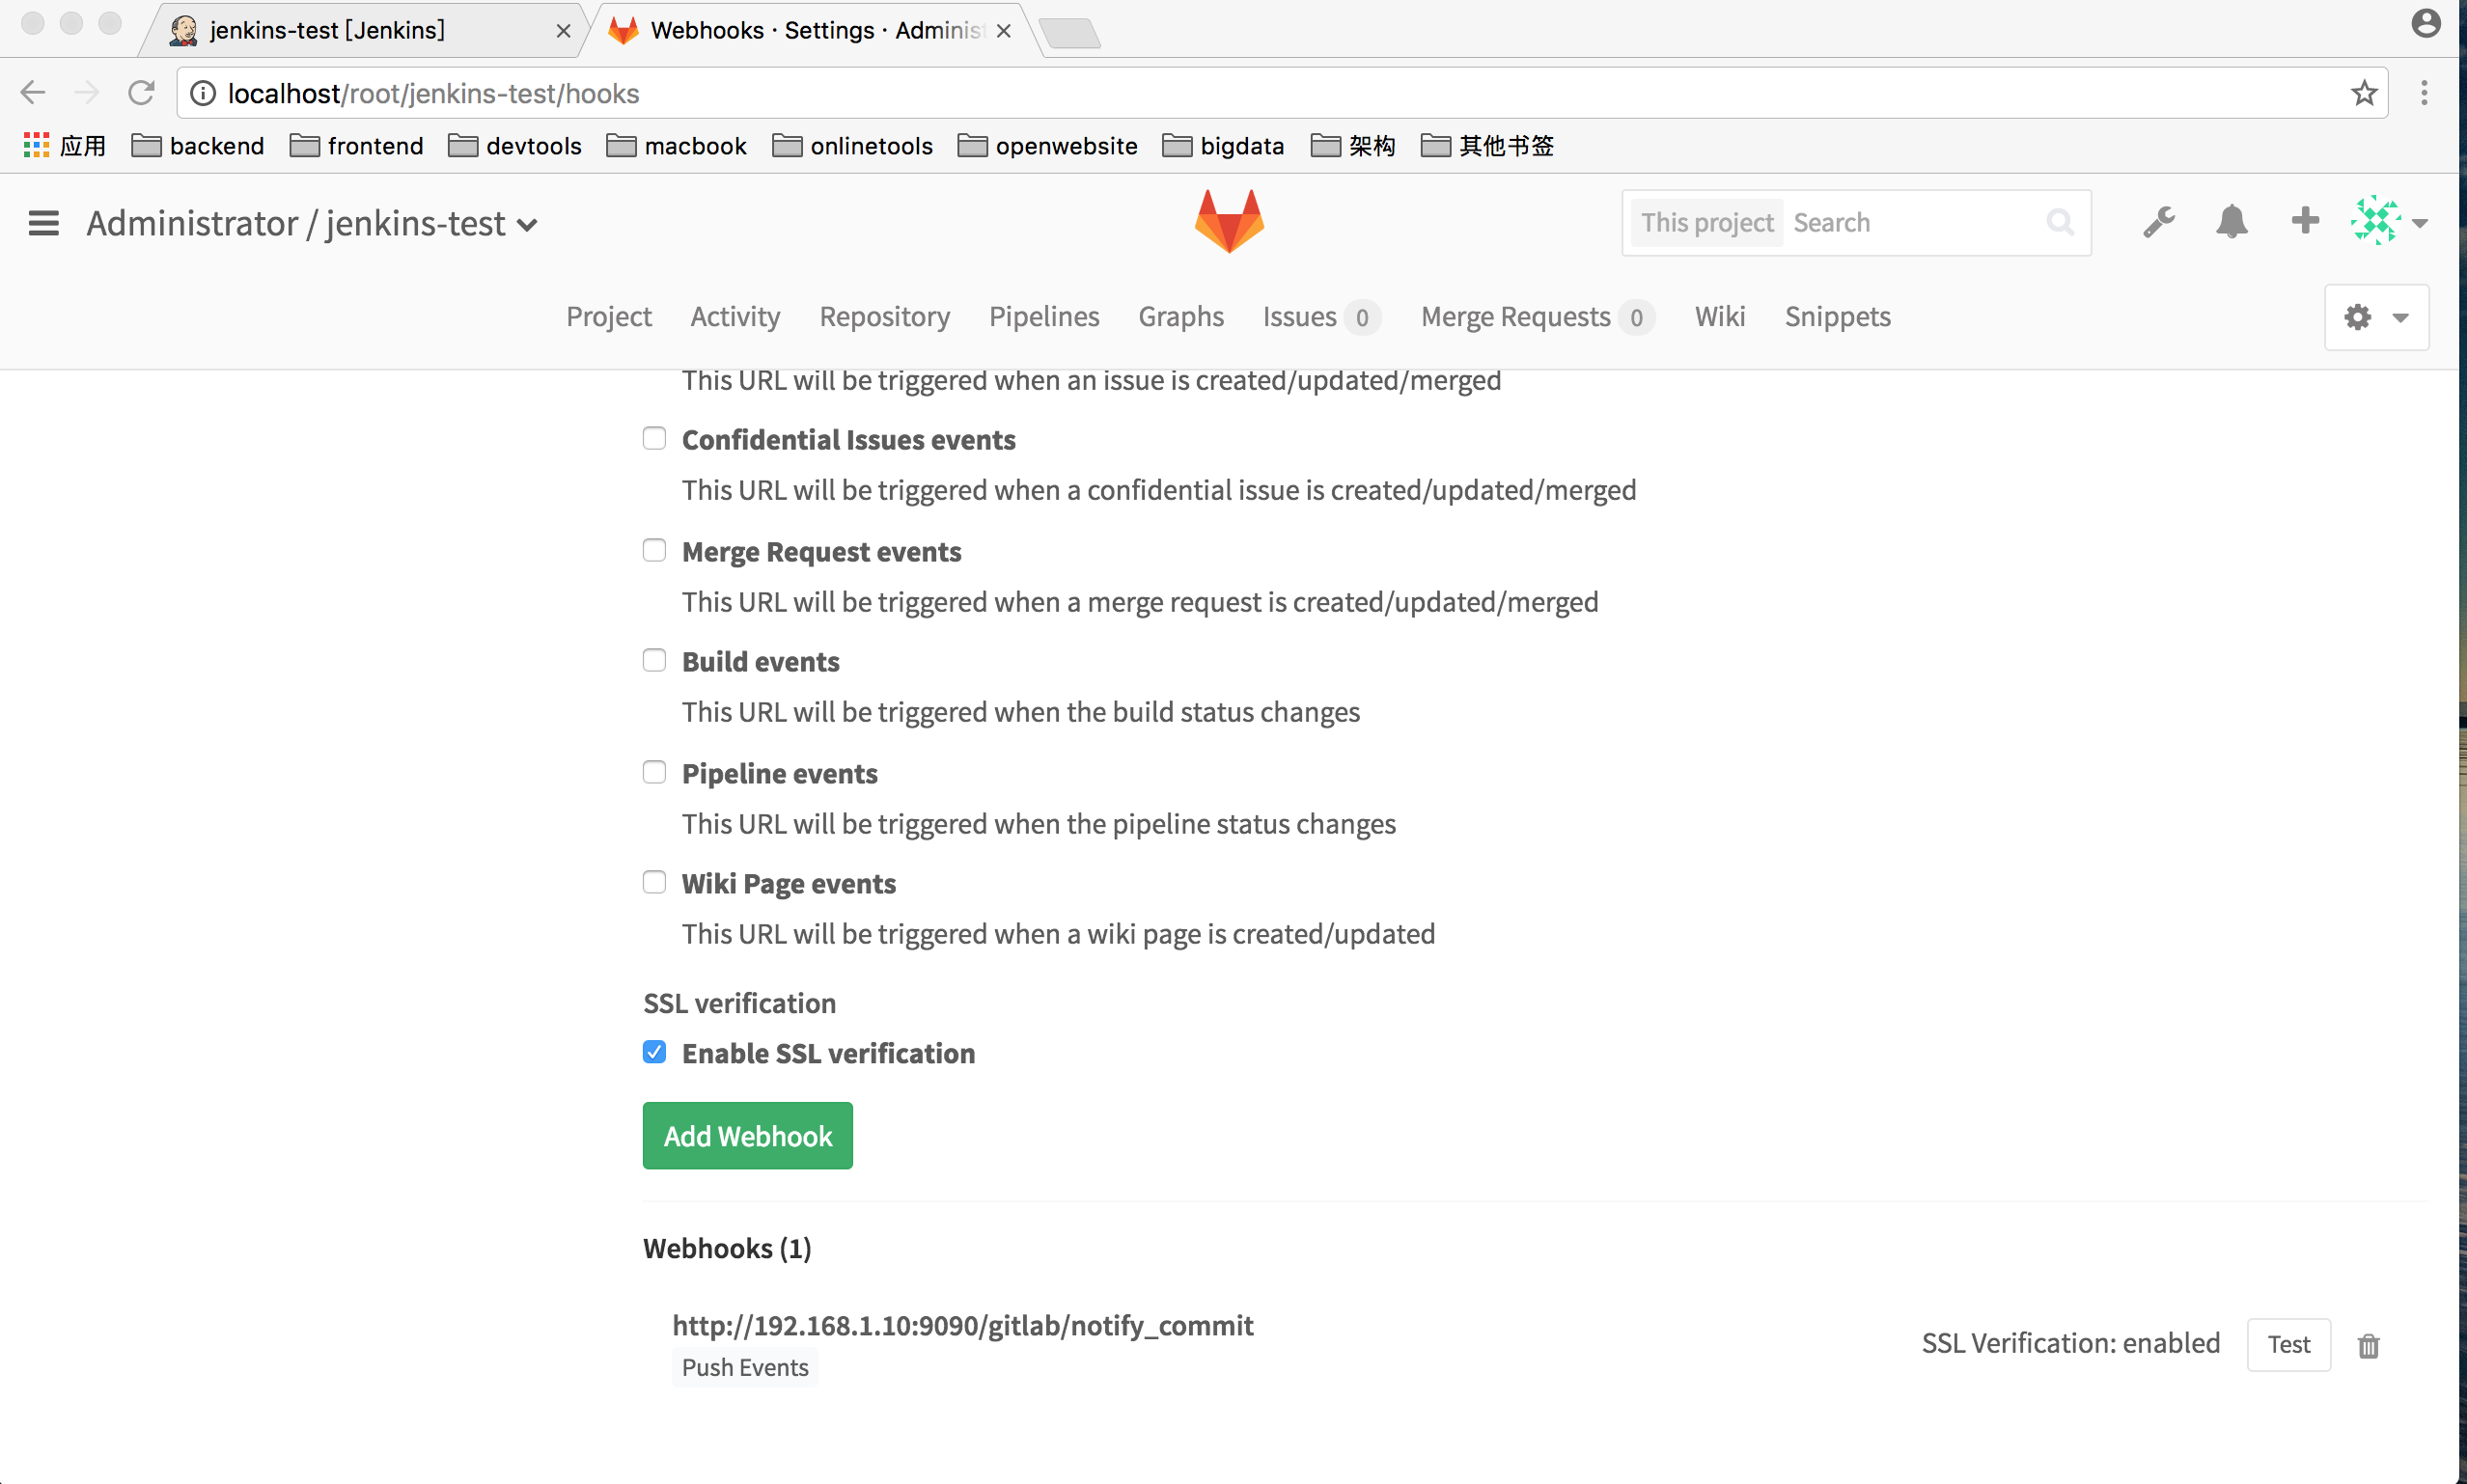 jenkins-test [Jenkins]
Webhooks · Settings · Adminis
localhost/root/jenkins-test/hooks
应用 backend frontend devtools macbook onlinetools openwebsite bigdata 架构 其他书签
Administrator / jenkins-test
This project Search
Project Activity Repository Pipelines Graphs Issues 0 Merge Requests 0 Wiki Snippets
This URL will be triggered when an issue is created/updated/merged
Confidential Issues events
This URL will be triggered when a confidential issue is created/updated/merged
Merge Request events
This URL will be triggered when a merge request is created/updated/merged
Build events
This URL will be triggered when the build status changes
Pipeline events
This URL will be triggered when the pipeline status changes
Wiki Page events
This URL will be triggered when a wiki page is created/updated
SSL verification
Enable SSL verification
Add Webhook
Webhooks (1)
http://192.168.1.10:9090/gitlab/notify_commit
Push Events
SSL Verification: enabled Test